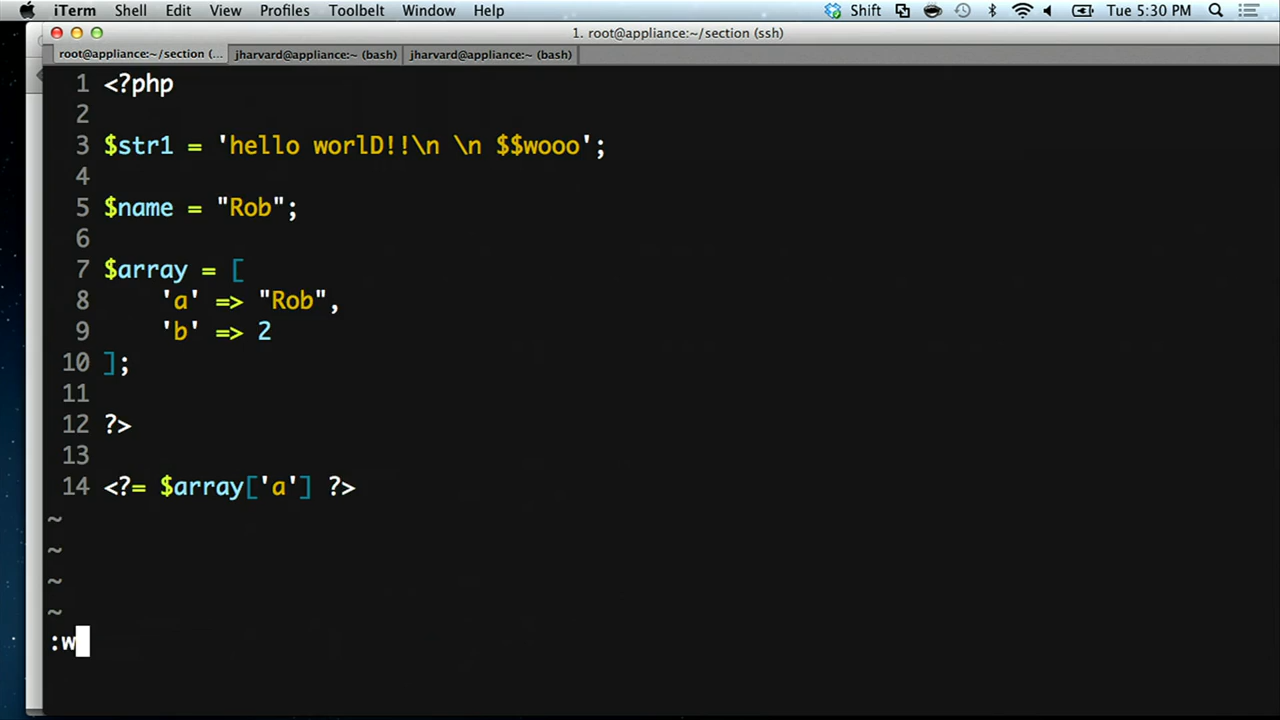 iTerm Shell Edit View Profiles Toolbelt Window Help Shift Tue 5:30 PM
1. root@appliance:~/section (ssh)
root@appliance:~/section (... jharvard@appliance:~ (bash) jharvard@appliance:~ (bash)
1 <?php
2
3 $str1 = 'hello worlD!!\n \n $$wooo';
4
5 $name = "Rob";
6
7 $array = [
8 'a' => "Rob",
9 'b' => 2
10 ];
11
12 ?>
13
14 <?= $array['a'] ?>
~
~
~
~
:w